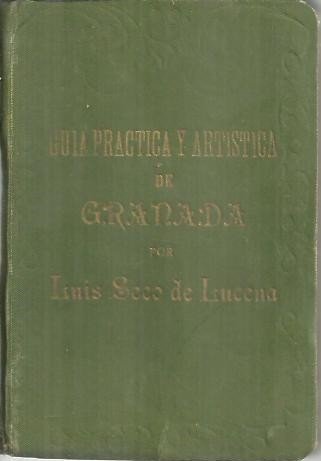 GUIA PRACTICA Y ARTISTICA
DE
GRANADA
POR
Luis Seco de Lucena